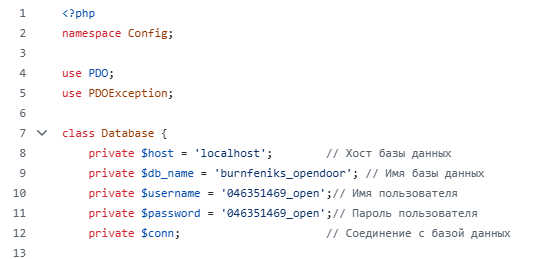 1 <?php
2 namespace Config;
3
4 use PDO;
5 use PDOException;
6
7 class Database {
8 private $host = 'localhost'; // Хост базы данных
9 private $db_name = 'burnfeniks_opendoor'; // Имя базы данных
10 private $username = '046351469_open';// Имя пользователя
11 private $password = '046351469_open';// Пароль пользователя
12 private $conn; // Соединение с базой данных
13